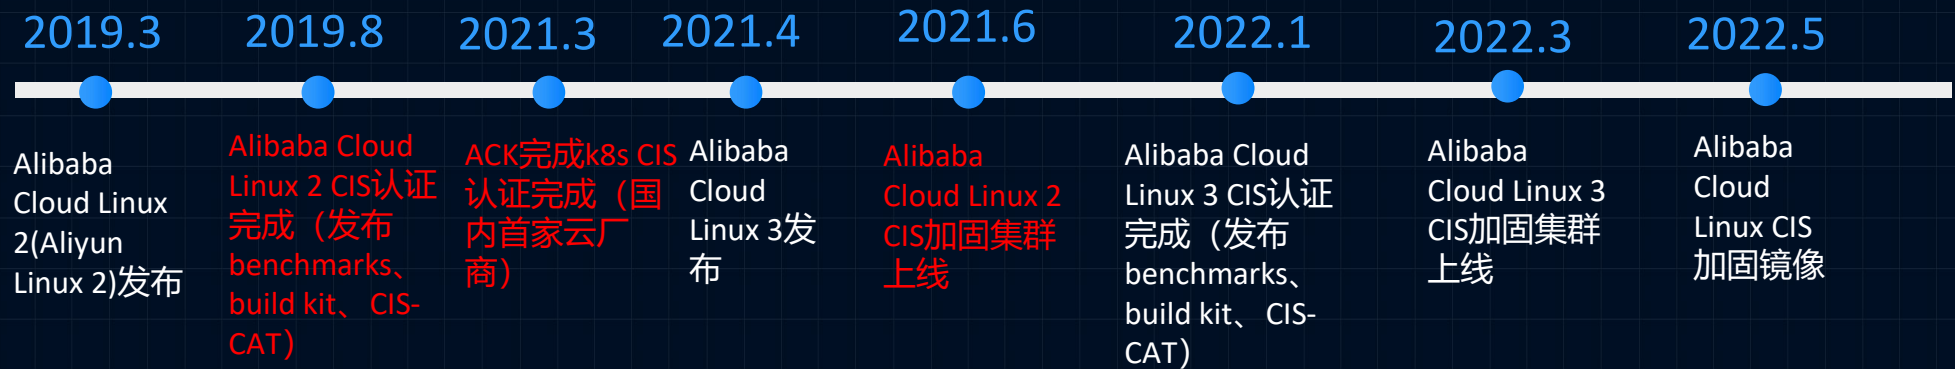 2019.3
2019.8
2021.3
2021.4
2021.6
2022.1
2022.3
2022.5
Alibaba
Cloud Linux
2(Aliyun
Linux 2)发布
Alibaba Cloud
Linux 2 CIS认证
完成（发布
benchmarks、
build kit、 CIS-
CAT）
ACK完成k8s CIS
认证完成（国
内首家云厂
商）
Alibaba
Cloud
Linux 3发
布
Alibaba
Cloud Linux 2
CIS加固集群
上线
Alibaba Cloud
Linux 3 CIS认证
完成（发布
benchmarks、
build kit、 CIS-
CAT）
Alibaba
Cloud Linux 3
CIS加固集群
上线
Alibaba
Cloud
Linux CIS
加固镜像